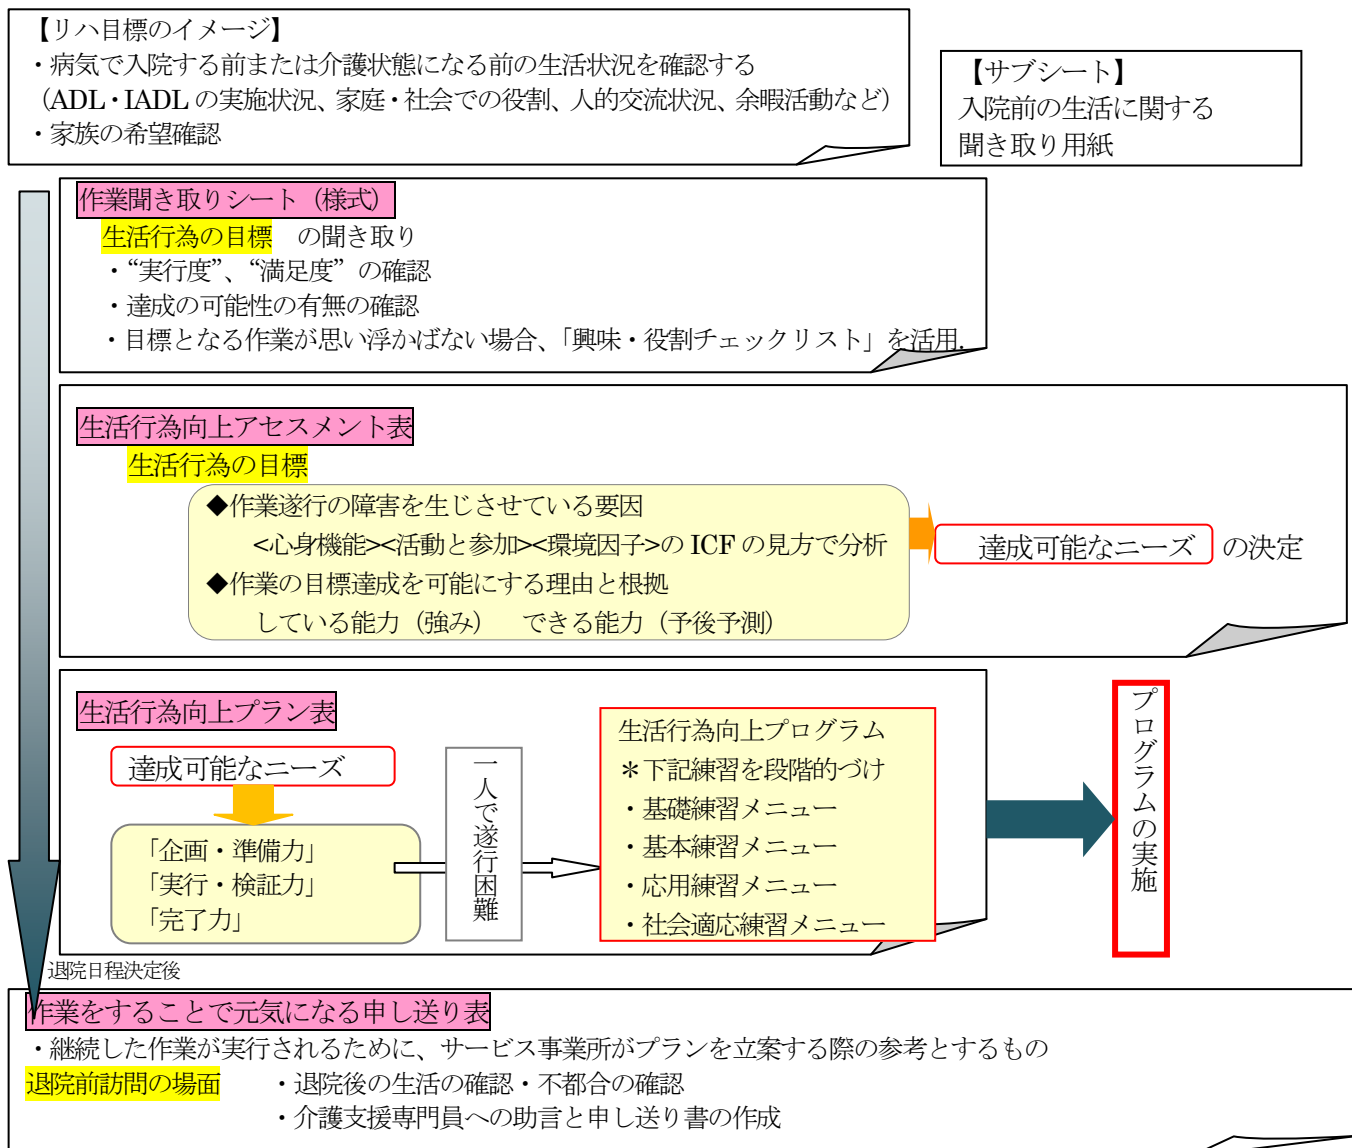 【リハ目標のイメージ】
・病気で入院する前または介護状態になる前の生活状況を確認する
（ADL・IADL の実施状況、家庭・社会での役割、人的交流状況、余暇活動など）
・家族の希望確認
【サブシート】
入院前の生活に関する
聞き取り用紙
作業聞き取りシート（様式）
生活行為の目標　の聞き取り
・“実行度”、“満足度” の確認
・達成の可能性の有無の確認
・目標となる作業が思い浮かばない場合、「興味・役割チェックリスト」を活用.
生活行為向上アセスメント表
生活行為の目標
◆作業遂行の障害を生じさせている要因
<心身機能><活動と参加><環境因子>の ICF の見方で分析
◆作業の目標達成を可能にする理由と根拠
している能力（強み）　できる能力（予後予測）
達成可能なニーズ の決定
生活行為向上プラン表
達成可能なニーズ
「企画・準備力」
「実行・検証力」
「完了力」
一人で遂行困難
生活行為向上プログラム
＊下記練習を段階的づけ
・基礎練習メニュー
・基本練習メニュー
・応用練習メニュー
・社会適応練習メニュー
プログラムの実施
退院日程決定後
作業をすることで元気になる申し送り表
・継続した作業が実行されるために、サービス事業所がプランを立案する際の参考とするもの
退院前訪問の場面　・退院後の生活の確認・不都合の確認
・介護支援専門員への助言と申し送り書の作成